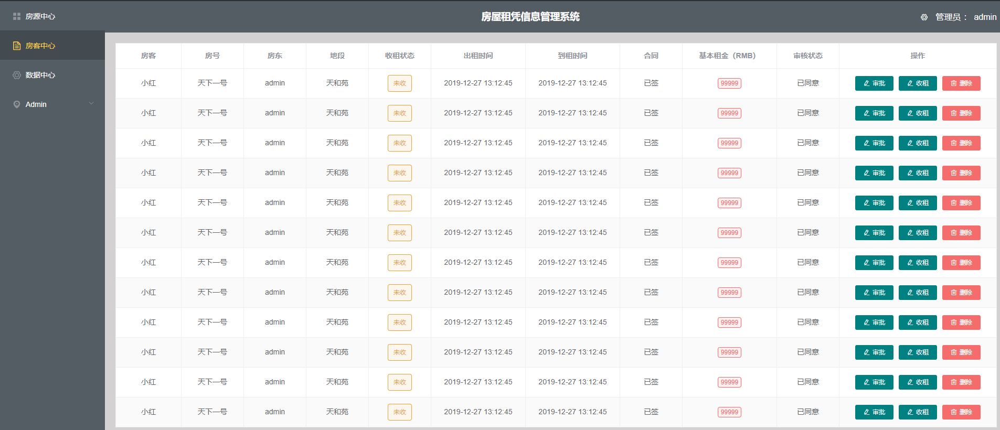 房源中心
房屋租凭信息管理系统
管理员： admin
房客中心
数据中心
Admin
房客 房号 房东 地段 收租状态 出租时间 到租时间 合同 基本租金（RMB） 审核状态 操作
小红 天下一号 admin 天和苑 未收 2019-12-27 13:12:45 2019-12-27 13:12:45 已签 99999 已同意 审批 收租 删除
小红 天下一号 admin 天和苑 未收 2019-12-27 13:12:45 2019-12-27 13:12:45 已签 99999 已同意 审批 收租 删除
小红 天下一号 admin 天和苑 未收 2019-12-27 13:12:45 2019-12-27 13:12:45 已签 99999 已同意 审批 收租 删除
小红 天下一号 admin 天和苑 未收 2019-12-27 13:12:45 2019-12-27 13:12:45 已签 99999 已同意 审批 收租 删除
小红 天下一号 admin 天和苑 未收 2019-12-27 13:12:45 2019-12-27 13:12:45 已签 99999 已同意 审批 收租 删除
小红 天下一号 admin 天和苑 未收 2019-12-27 13:12:45 2019-12-27 13:12:45 已签 99999 已同意 审批 收租 删除
小红 天下一号 admin 天和苑 未收 2019-12-27 13:12:45 2019-12-27 13:12:45 已签 99999 已同意 审批 收租 删除
小红 天下一号 admin 天和苑 未收 2019-12-27 13:12:45 2019-12-27 13:12:45 已签 99999 已同意 审批 收租 删除
小红 天下一号 admin 天和苑 未收 2019-12-27 13:12:45 2019-12-27 13:12:45 已签 99999 已同意 审批 收租 删除
小红 天下一号 admin 天和苑 未收 2019-12-27 13:12:45 2019-12-27 13:12:45 已签 99999 已同意 审批 收租 删除
小红 天下一号 admin 天和苑 未收 2019-12-27 13:12:45 2019-12-27 13:12:45 已签 99999 已同意 审批 收租 删除
小红 天下一号 admin 天和苑 未收 2019-12-27 13:12:45 2019-12-27 13:12:45 已签 99999 已同意 审批 收租 删除